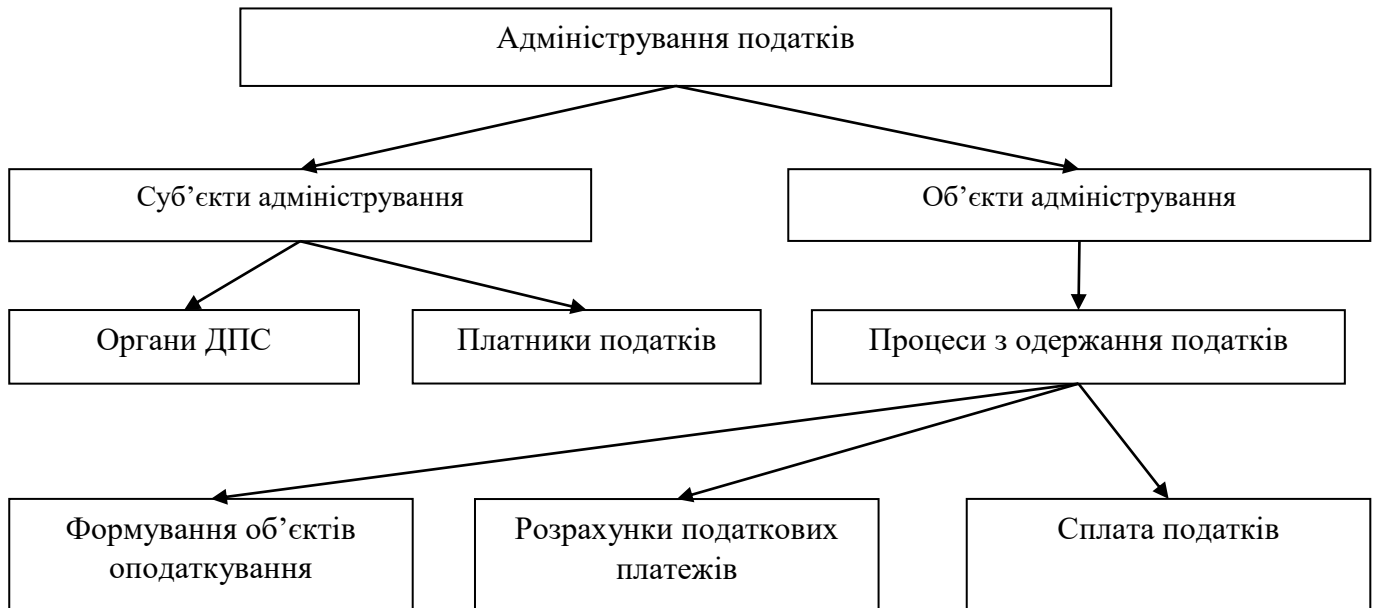 Адміністрування податків
Суб’єкти адміністрування
Об’єкти адміністрування
Органи ДПС
Платники податків
Процеси з одержання податків
Формування об’єктів
оподаткування
Розрахунки податкових
платежів
Сплата податків